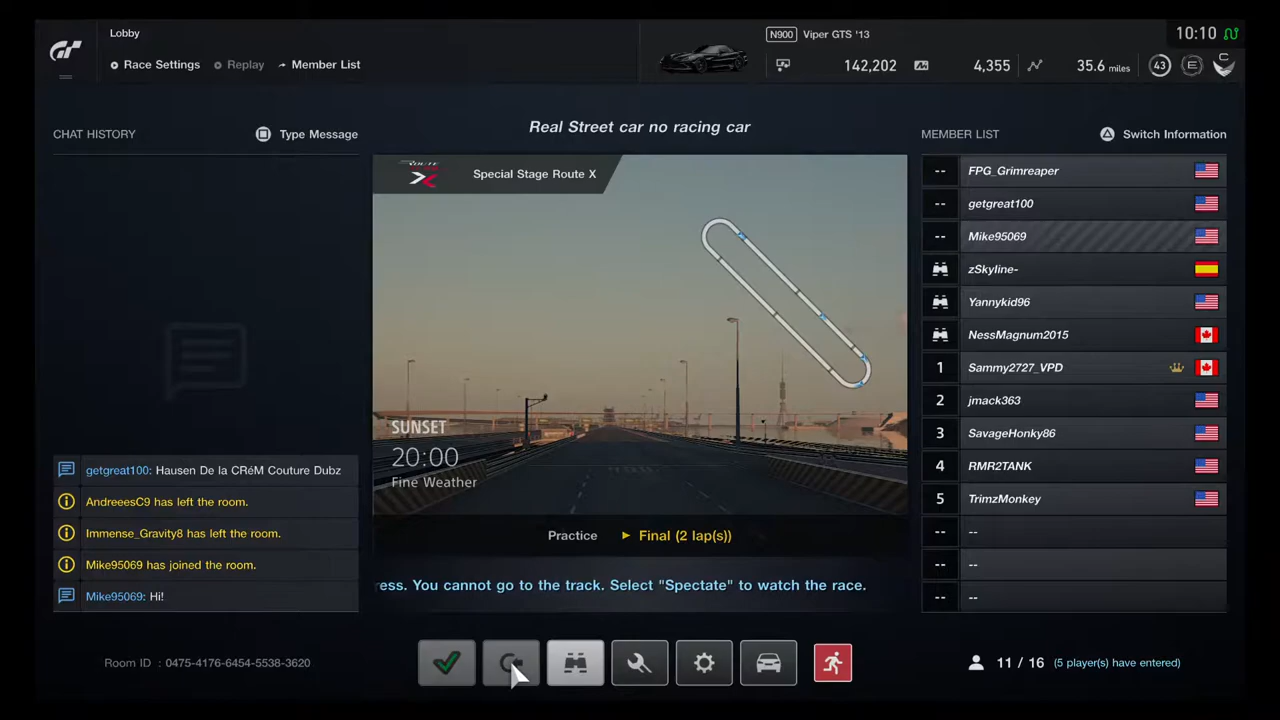 Lobby
Race Settings
Replay
Member List
N900 Viper GTS '13
142,202
4,355
35.6 miles
43
E
C
10:10
CHAT HISTORY
Type Message
Real Street car no racing car
MEMBER LIST
Switch Information
Special Stage Route X
SUNSET
20:00
Fine Weather
-- FPG_Grimreaper
-- getgreat100
-- Mike95069
zSkyline-
Yannykid96
NessMagnum2015
1 Sammy2727_VPD
2 jmack363
3 SavageHonky86
4 RMR2TANK
5 TrimzMonkey
-- --
-- --
-- --
getgreat100: Hausen De la CRéM Couture Dubz
AndreeesC9 has left the room.
Immense_Gravity8 has left the room.
Mike95069 has joined the room.
Mike95069: Hi!
Practice
Final (2 lap(s))
ress. You cannot go to the track. Select "Spectate" to watch the race.
Room ID : 0475-4176-6454-5538-3620
11 / 16 (5 player(s) have entered)